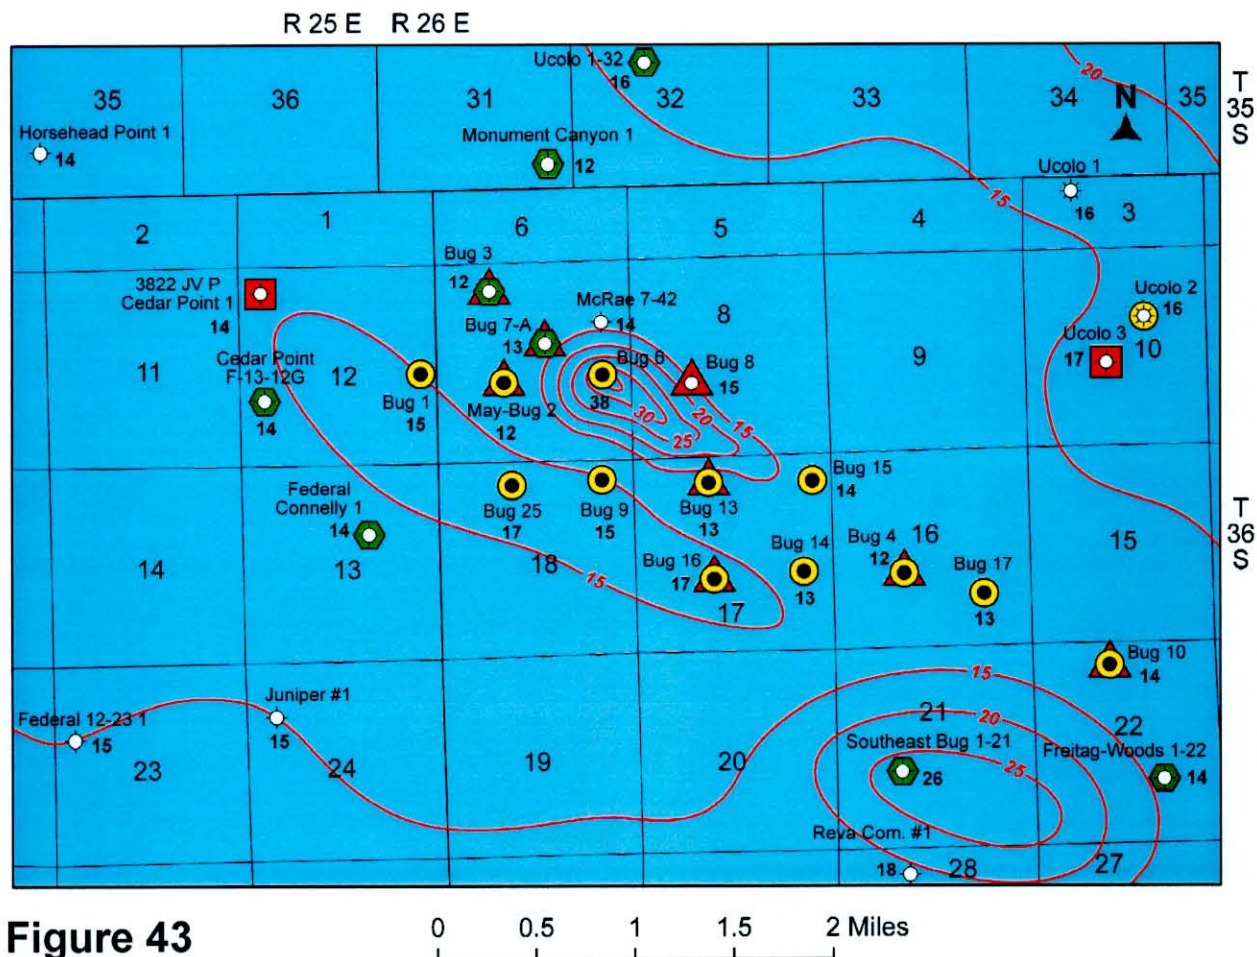 R 25 E R 26 E
Ucolo 1-32
16
20
35 36 31 32 33 34 35
N
T
35
S
Horsehead Point 1
14
Monument Canyon 1
12
Ucolo 1
16
15
2 1 6 5 4 3
Bug 3
12
3822 JV P
Cedar Point 1
14
McRae 7-42
14
8
Ucolo 2
16
Bug 7-A
13
Ucolo 3
17
10
Cedar Point
F-13-12G
14
11 12 9
Bug 6
38
Bug 8
15
Bug 1
15
May-Bug 2
12
30 20 15
25
Bug 15
14
Federal
Connelly 1
14
Bug 25
17
Bug 9
15
Bug 13
13
T
36
S
14 13 18 17 16 15
Bug 16
17
Bug 14
13
Bug 4
12
Bug 17
13
15
Bug 10
14
15
Juniper #1
15
Federal 12-23 1
15
20
21 22
Southeast Bug 1-21
26
Freitag-Woods 1-22
14
23 24 19 20
25
Reva Com. #1
18
28 27
Figure 43
0 0.5 1 1.5 2 Miles